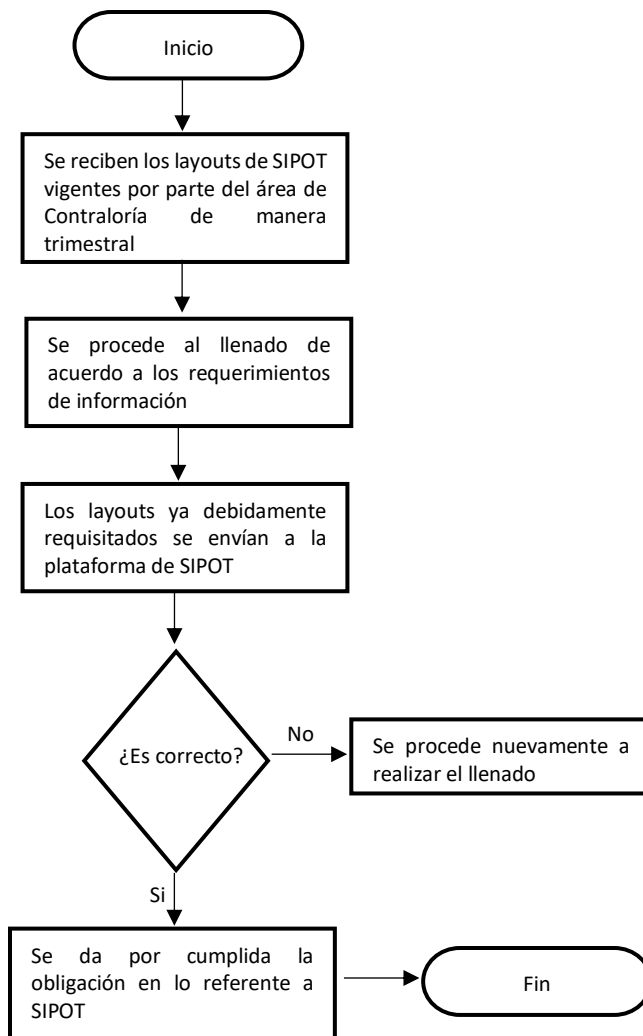 Inicio
Se reciben los layouts de SIPOT
vigentes por parte del área de
Contraloría de manera
trimestral
Se procede al llenado de
acuerdo a los requerimientos
de información
Los layouts ya debidamente
requisitados se envían a la
plataforma de SIPOT
¿Es correcto?
No
Se procede nuevamente a
realizar el llenado
Si
Se da por cumplida la
obligación en lo referente a
SIPOT
Fin